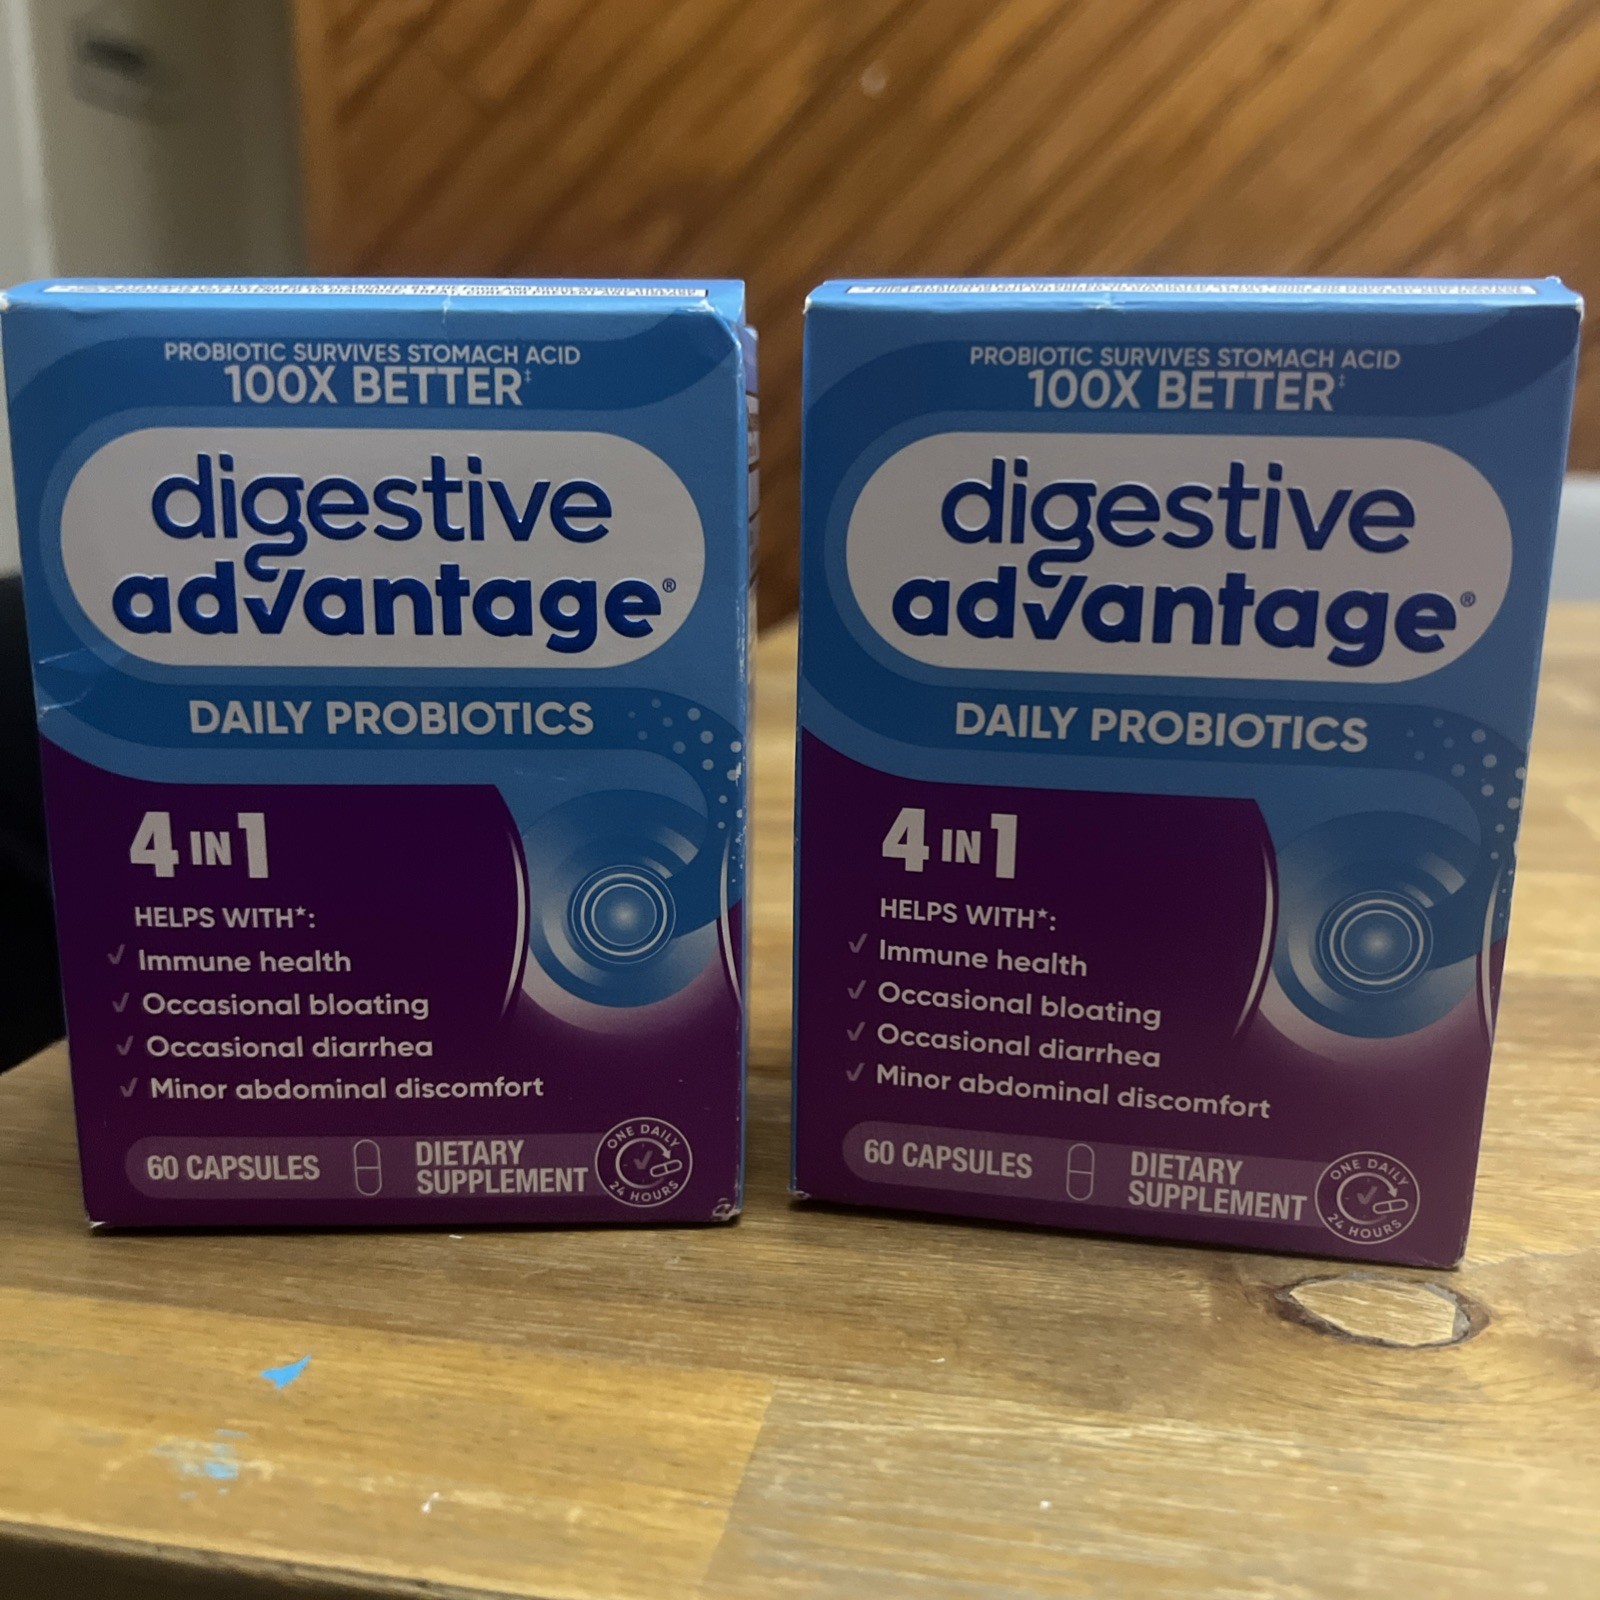 PROBIOTIC SURVIVES STOMACH ACID
100X BETTER‡
digestive
advantage®
DAILY PROBIOTICS
4 IN 1
HELPS WITH*:
✓ Immune health
✓ Occasional bloating
✓ Occasional diarrhea
✓ Minor abdominal discomfort
60 CAPSULES
DIETARY
SUPPLEMENT
ONE DAILY
24 HOURS
PROBIOTIC SURVIVES STOMACH ACID
100X BETTER‡
digestive
advantage®
DAILY PROBIOTICS
4 IN 1
HELPS WITH*:
✓ Immune health
✓ Occasional bloating
✓ Occasional diarrhea
✓ Minor abdominal discomfort
60 CAPSULES
DIETARY
SUPPLEMENT
ONE DAILY
24 HOURS